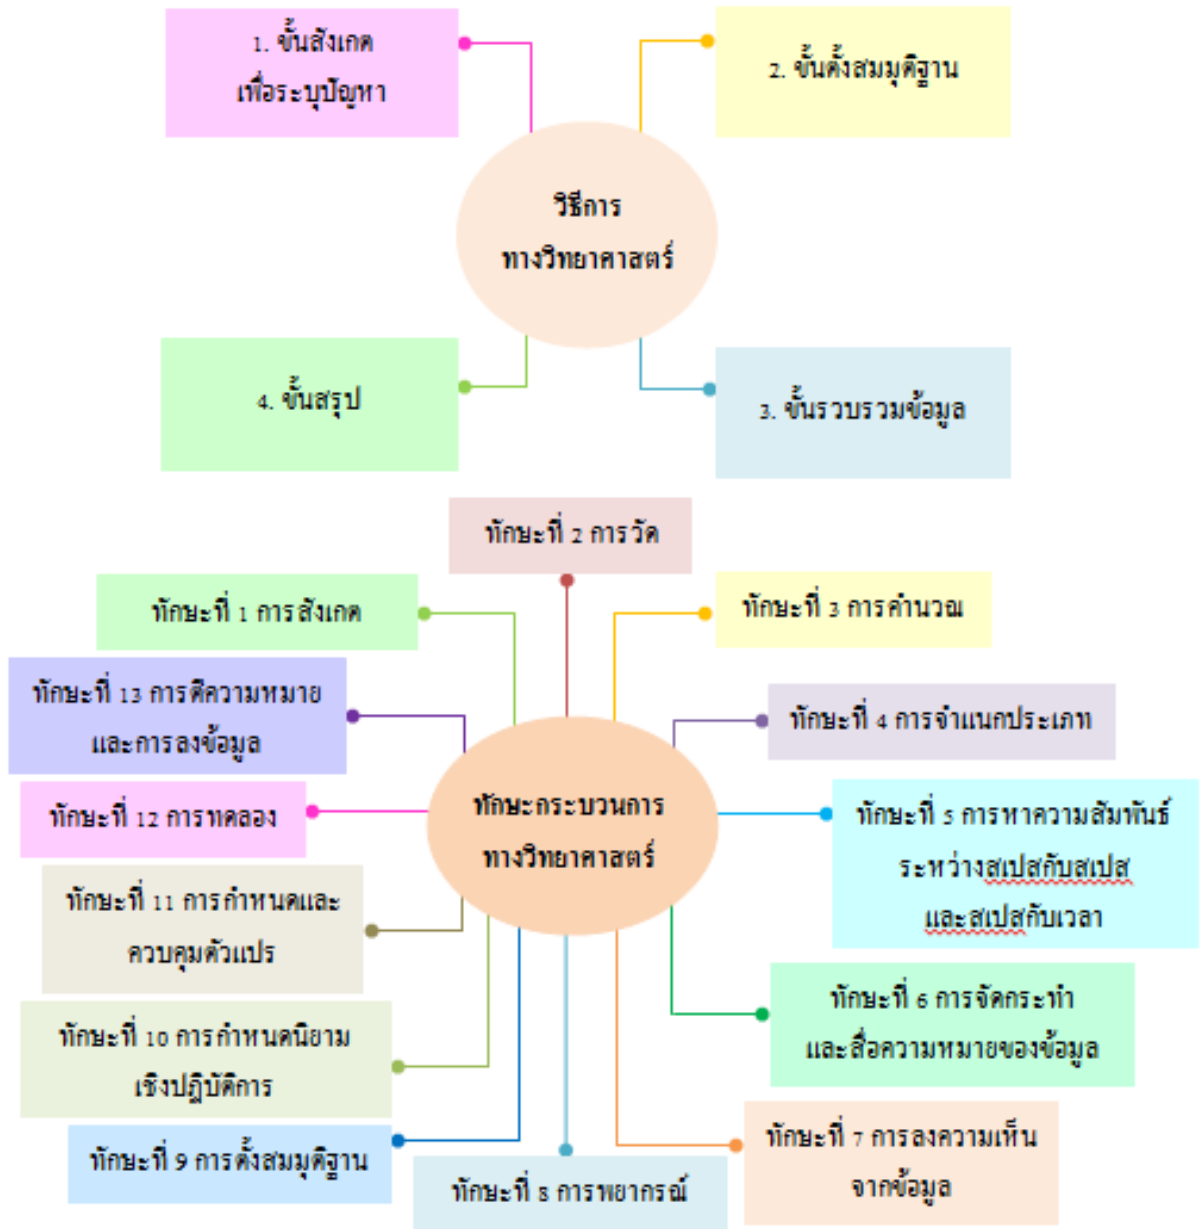 1. ขั้นสังเกต
เพื่อระบุปัญหา
2. ขั้นตั้งสมมุติฐาน
วิธีการ
ทางวิทยาศาสตร์
4. ขั้นสรุป
3. ขั้นรวบรวมข้อมูล
ทักษะที่ 2 การวัด
ทักษะที่ 1 การสังเกต
ทักษะที่ 3 การคำนวณ
ทักษะที่ 13 การตีความหมาย
และการลงข้อมูล
ทักษะที่ 4 การจำแนกประเภท
ทักษะกระบวนการ
ทางวิทยาศาสตร์
ทักษะที่ 12 การทดลอง
ทักษะที่ 5 การหาความสัมพันธ์
ระหว่างสเปสกับสเปส
และสเปสกับเวลา
ทักษะที่ 11 การกำหนดและ
ควบคุมตัวแปร
ทักษะที่ 6 การจัดกระทำ
และสื่อความหมายของข้อมูล
ทักษะที่ 10 การกำหนดนิยาม
เชิงปฏิบัติการ
ทักษะที่ 7 การลงความเห็น
จากข้อมูล
ทักษะที่ 9 การตั้งสมมุติฐาน
ทักษะที่ 8 การพยากรณ์